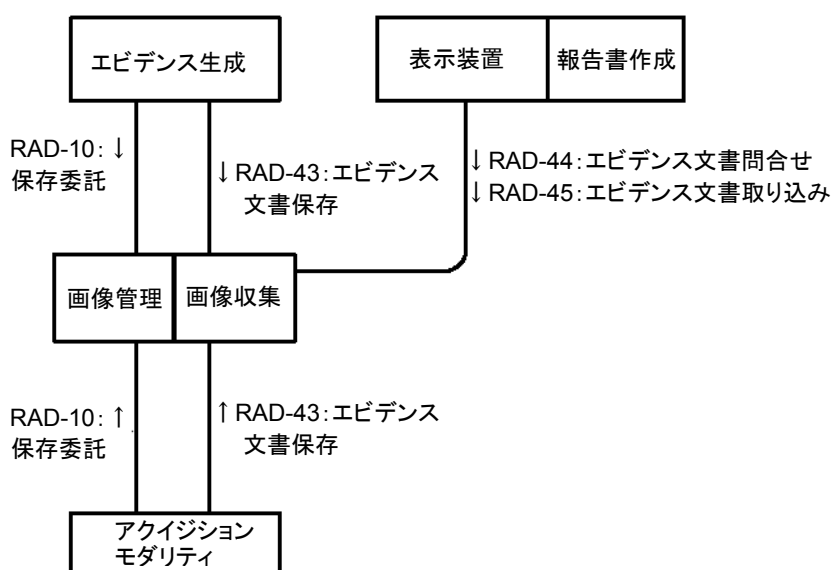 エビデンス生成
表示装置
報告書作成
RAD-10：↓
保存委託
↓RAD-43：エビデンス
文書保存
↓RAD-44：エビデンス文書問合せ
↓RAD-45：エビデンス文書取り込み
画像管理
画像収集
RAD-10：↑
保存委託
↑RAD-43：エビデンス
文書保存
アクイジション
モダリティ